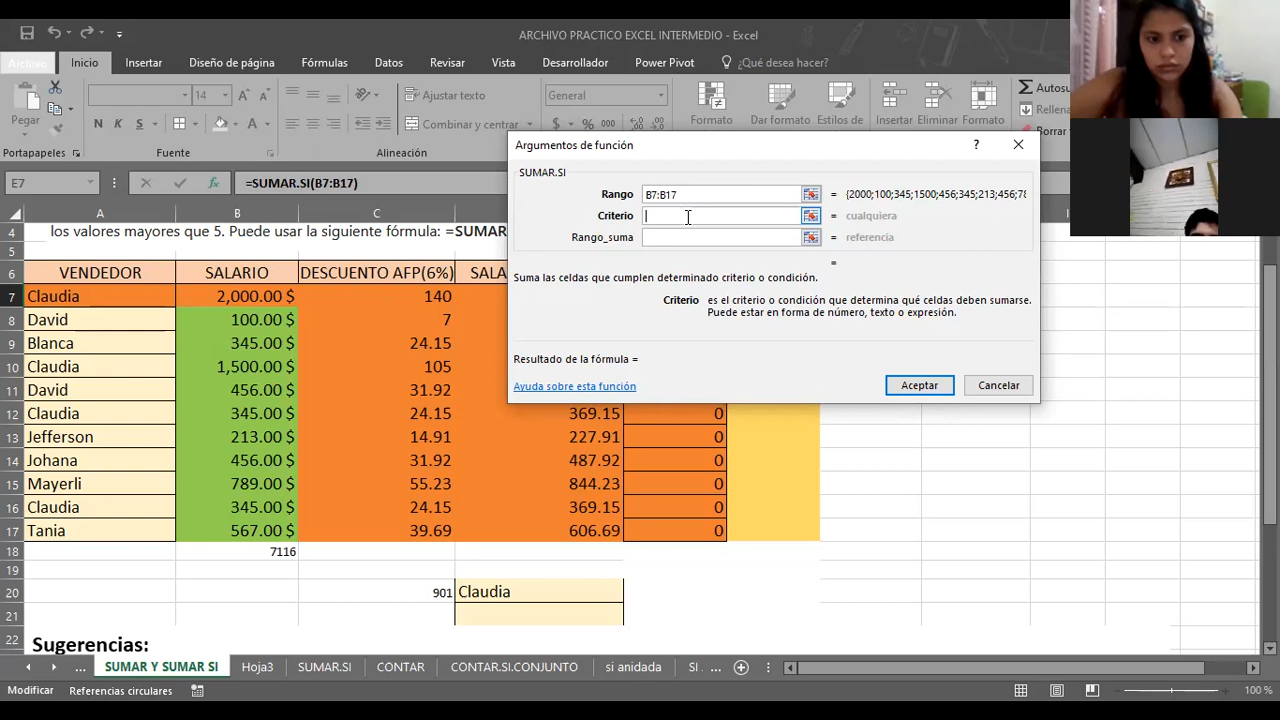 ARCHIVO PRACTICO EXCEL INTERMEDIO - Excel
Archivo Inicio Insertar Diseño de página Fórmulas Datos Revisar Vista Desarrollador Power Pivot ¿Qué desea hacer?
Pegar
14
N K S
Ajustar texto
Combinar y centrar
General
$ % 000
Formato Dar formato Estilos de
Insertar Eliminar Formato
Autosu
Rellena
Borrar
Portapapeles Fuente Alineación
E7 =SUMAR.SI(B7:B17)
Argumentos de función
SUMAR.SI
Rango B7:B17 = {2000;100;345;1500;456;345;213;456;78
Criterio = cualquiera
Rango_suma = referencia
=
Suma las celdas que cumplen determinado criterio o condición.
Criterio es el criterio o condición que determina qué celdas deben sumarse.
Puede estar en forma de número, texto o expresión.
Resultado de la fórmula =
Ayuda sobre esta función Aceptar Cancelar
A B C
4 los valores mayores que 5. Puede usar la siguiente fórmula: =SUMAR
5
6 VENDEDOR SALARIO DESCUENTO AFP(6%) SALA
7 Claudia 2,000.00 $ 140
8 David 100.00 $ 7
9 Blanca 345.00 $ 24.15
10 Claudia 1,500.00 $ 105
11 David 456.00 $ 31.92
12 Claudia 345.00 $ 24.15 369.15 0
13 Jefferson 213.00 $ 14.91 227.91 0
14 Johana 456.00 $ 31.92 487.92 0
15 Mayerli 789.00 $ 55.23 844.23 0
16 Claudia 345.00 $ 24.15 369.15 0
17 Tania 567.00 $ 39.69 606.69 0
18 7116
19
20 901 Claudia
21
22 Sugerencias:
... SUMAR Y SUMAR SI Hoja3 SUMAR.SI CONTAR CONTAR.SI.CONJUNTO si anidada SI ...
Modificar Referencias circulares 100 %